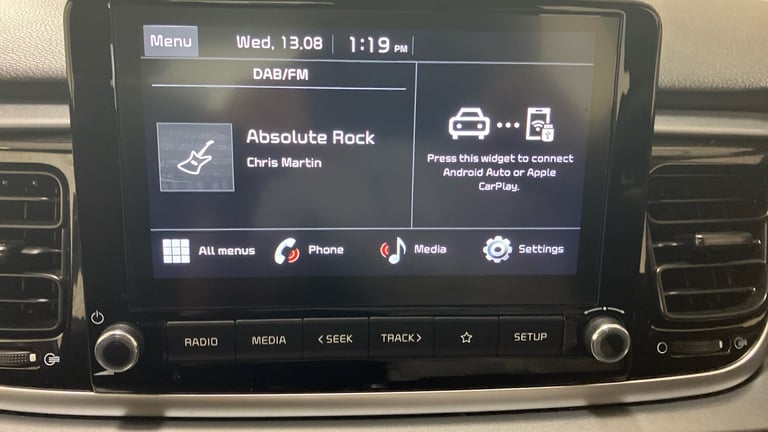 Menu
Wed, 13.08
1:19 PM
DAB/FM
Absolute Rock
Chris Martin
Press this widget to connect
Android Auto or Apple
CarPlay.
All menus
Phone
Media
Settings
RADIO
MEDIA
< SEEK
TRACK >
SETUP